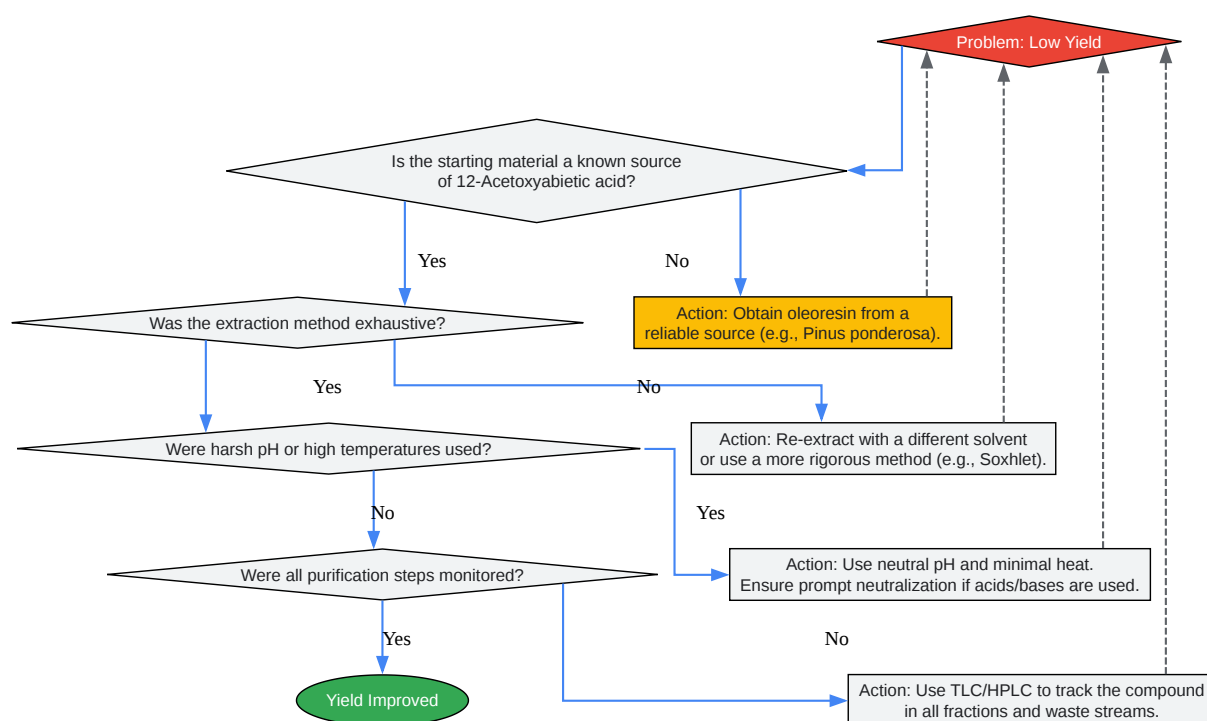 Problem: Low Yield
Is the starting material a known source
of 12-Acetoxyabietic acid?
Yes
No
Action: Obtain oleoresin from a
reliable source (e.g., Pinus ponderosa).
Was the extraction method exhaustive?
Yes
No
Action: Re-extract with a different solvent
or use a more rigorous method (e.g., Soxhlet).
Were harsh pH or high temperatures used?
No
Yes
Action: Use neutral pH and minimal heat.
Ensure prompt neutralization if acids/bases are used.
Were all purification steps monitored?
Yes
No
Yield Improved
Action: Use TLC/HPLC to track the compound
in all fractions and waste streams.